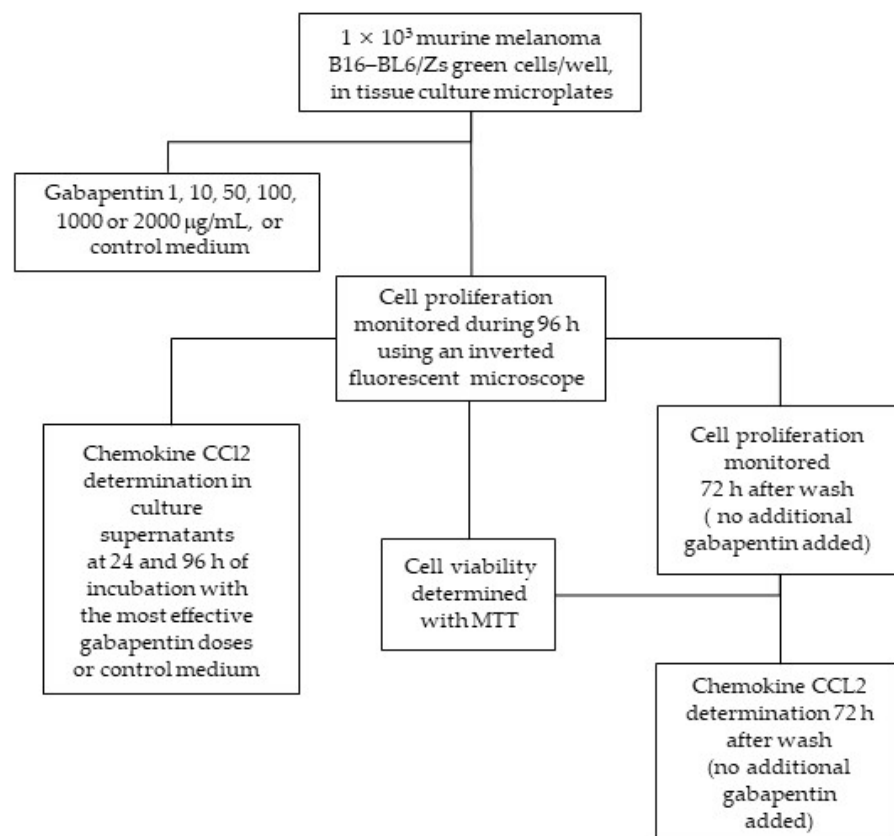 1 × 10³ murine melanoma
B16–BL6/Zs green cells/well,
in tissue culture microplates
Gabapentin 1, 10, 50, 100,
1000 or 2000 µg/mL, or
control medium
Cell proliferation
monitored during 96 h
using an inverted
fluorescent microscope
Chemokine CCl2
determination in
culture
supernatants
at 24 and 96 h of
incubation with
the most effective
gabapentin doses
or control medium
Cell viability
determined
with MTT
Cell proliferation
monitored
72 h after wash
( no additional
gabapentin added)
Chemokine CCL2
determination 72 h
after wash
(no additional
gabapentin
added)